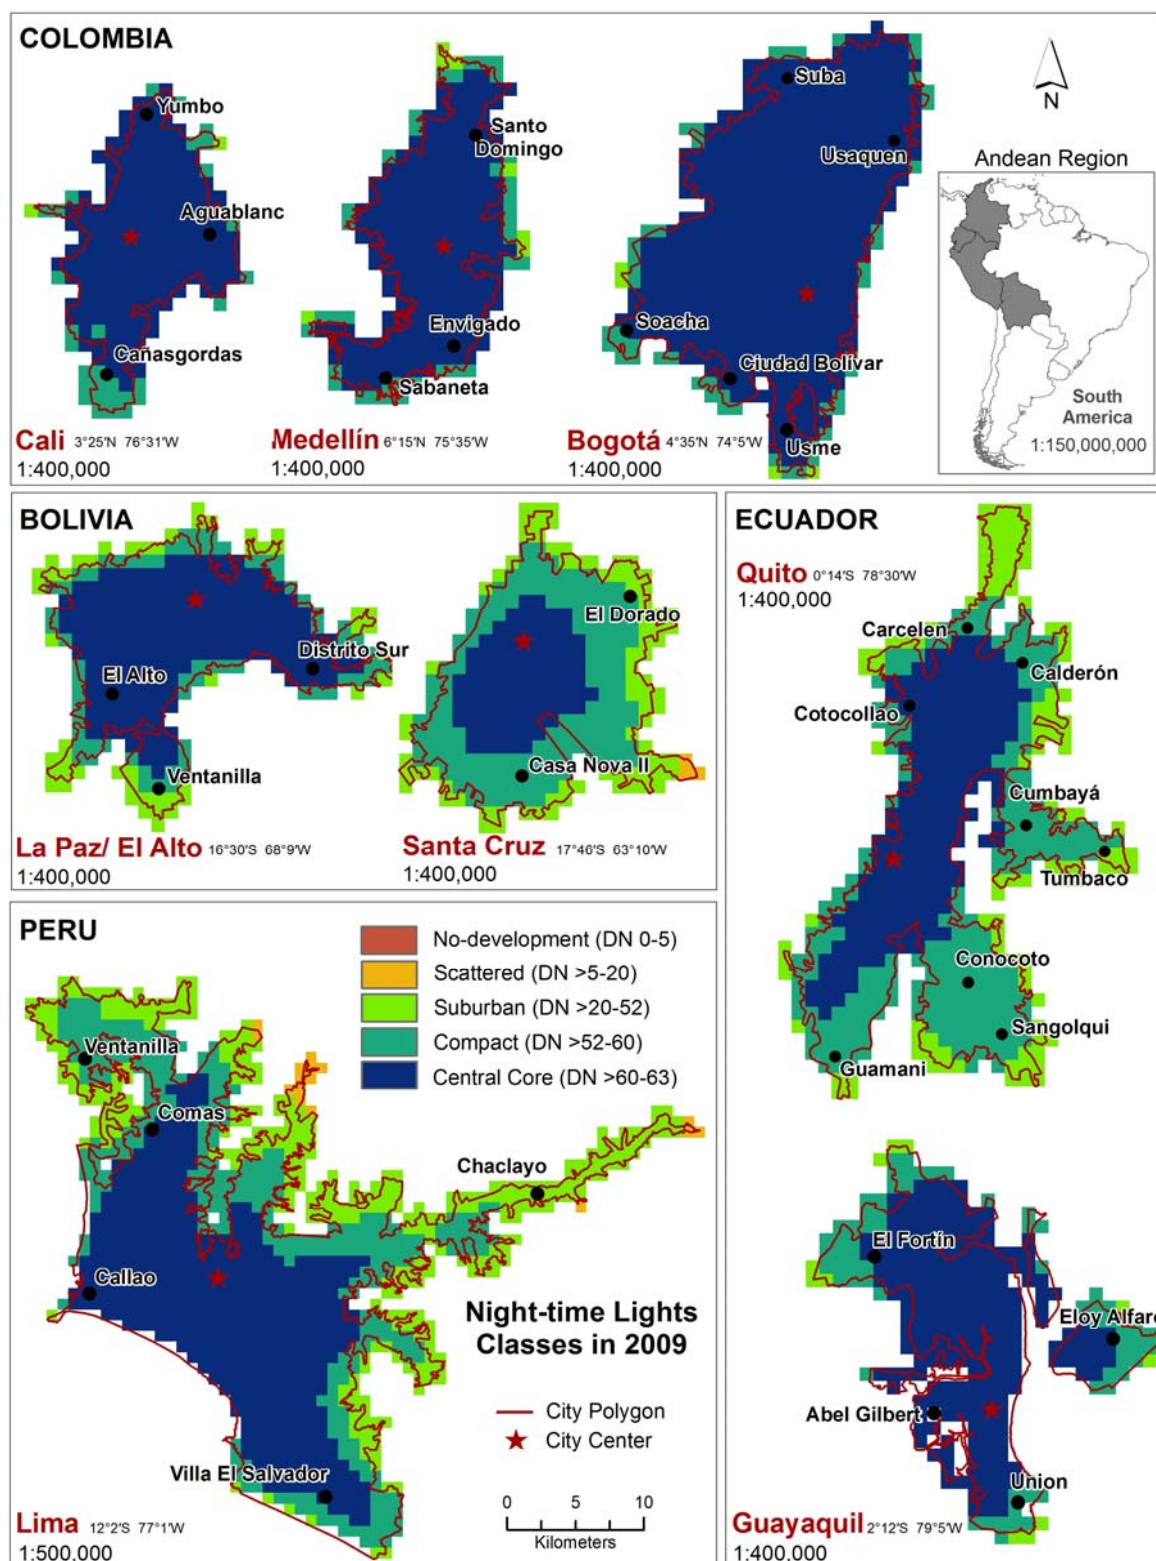 COLOMBIA
Yumbo
Aguablanc
Cañasgordas
Cali 3°25'N 76°31'W
1:400,000
Santo
Domingo
Envigado
Sabaneta
Medellín 6°15'N 75°35'W
1:400,000
Suba
Usaquen
Soacha
Ciudad Bolívar
Usme
Bogotá 4°35'N 74°5'W
1:400,000
N
Andean Region
South
America
1:150,000,000
BOLIVIA
Distrito Sur
El Alto
Ventanilla
La Paz/ El Alto 16°30'S 68°9'W
1:400,000
El Dorado
Casa Nova II
Santa Cruz 17°46'S 63°10'W
1:400,000
ECUADOR
Quito 0°14'S 78°30'W
1:400,000
Carcelen
Calderón
Cotocollao
Cumbayá
Tumbaco
Conocoto
Sangolqui
Guamani
El Fortín
Eloy Alfaro
Abel Gilbert
Union
Guayaquil 2°12'S 79°5'W
1:400,000
PERU
No-development (DN 0-5)
Scattered (DN >5-20)
Suburban (DN >20-52)
Compact (DN >52-60)
Central Core (DN >60-63)
Ventanilla
Comas
Chaclayo
Callao
Villa El Salvador
Night-time Lights
Classes in 2009
City Polygon
City Center
0 5 10
Kilometers
Lima 12°2'S 77°1'W
1:500,000